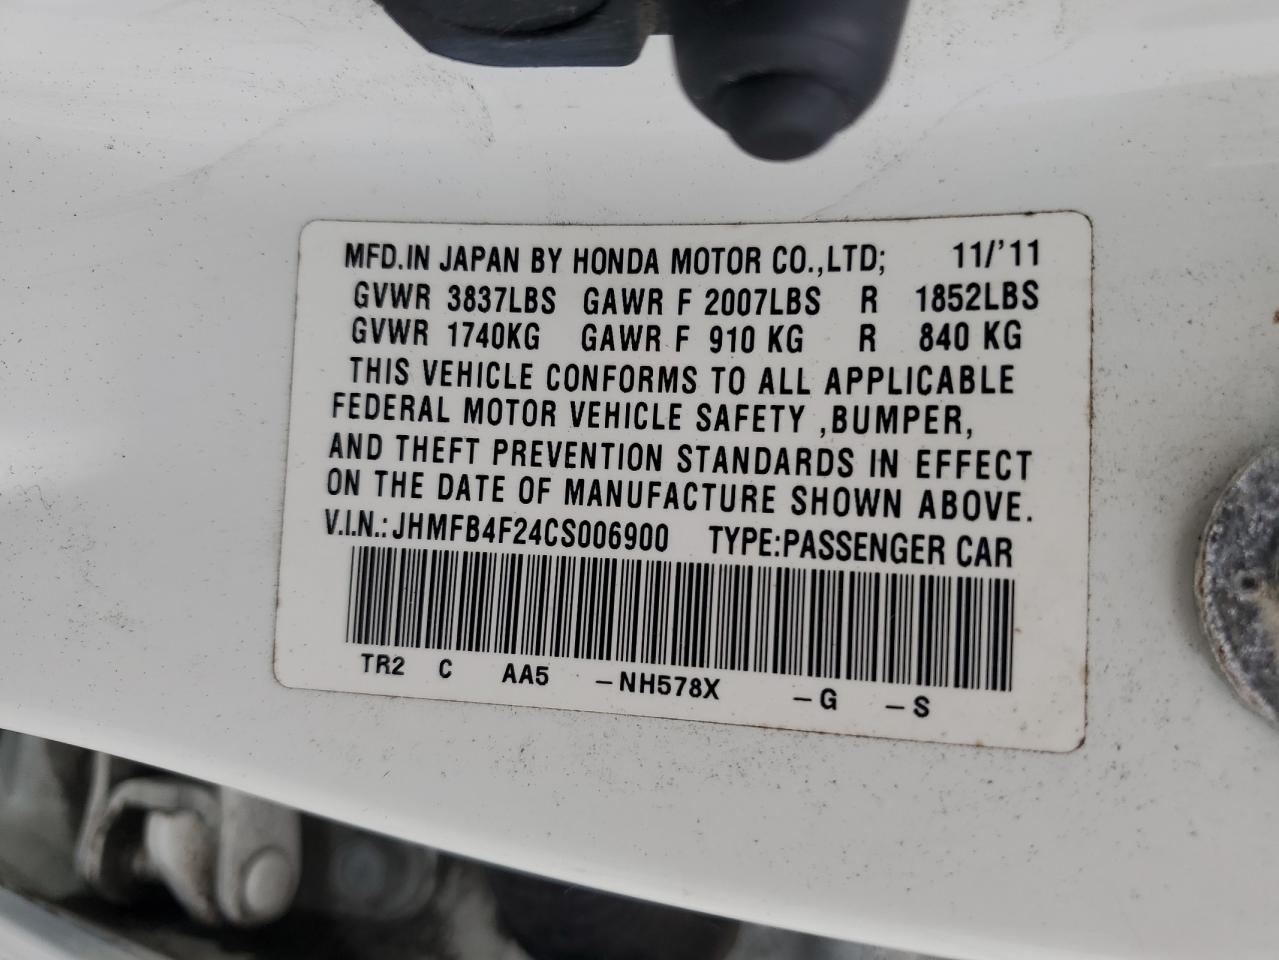 MFD.IN JAPAN BY HONDA MOTOR CO.,LTD; 11/'11
GVWR 3837LBS GAWR F 2007LBS R 1852LBS
GVWR 1740KG GAWR F 910 KG R 840 KG
THIS VEHICLE CONFORMS TO ALL APPLICABLE
FEDERAL MOTOR VEHICLE SAFETY ,BUMPER,
AND THEFT PREVENTION STANDARDS IN EFFECT
ON THE DATE OF MANUFACTURE SHOWN ABOVE.
V.I.N.: JHMFB4F24CS006900 TYPE:PASSENGER CAR
TR2 C AA5 -NH578X -G -S